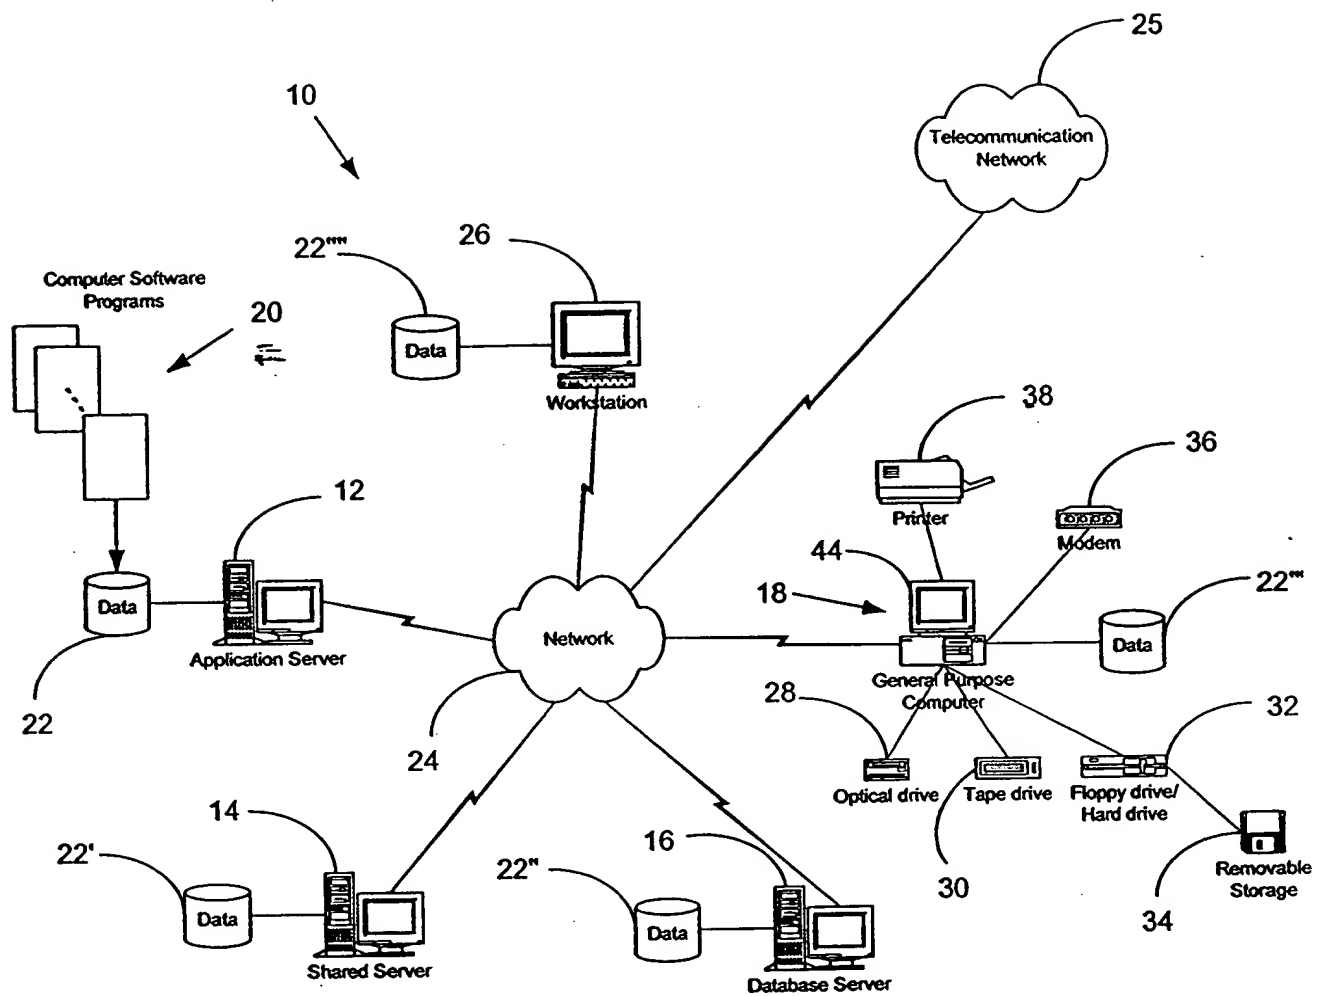 25
10
Telecommunication
Network
22""
26
Computer Software
Programs
20
Data
Workstation
38
36
12
Printer
Modem
44
22'''
18
Data
Application Server
Network
Data
General Purpose
Computer
28
32
22
24
Optical drive
Tape drive
Floppy drive/
Hard drive
14
16
22'
22"
30
34
Removable
Storage
Data
Data
Shared Server
Database Server